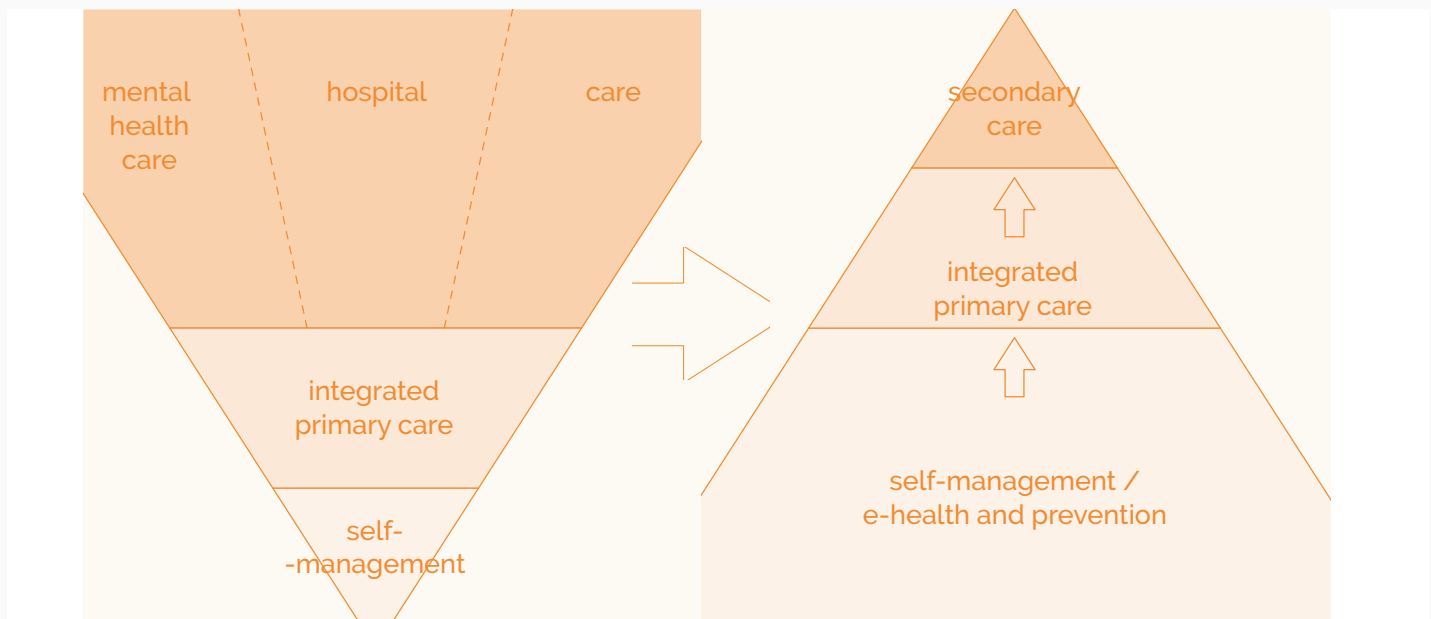 mental
health
care
hospital
care
integrated
primary care
self-
-management
secondary
care
integrated
primary care
self-management /
e-health and prevention